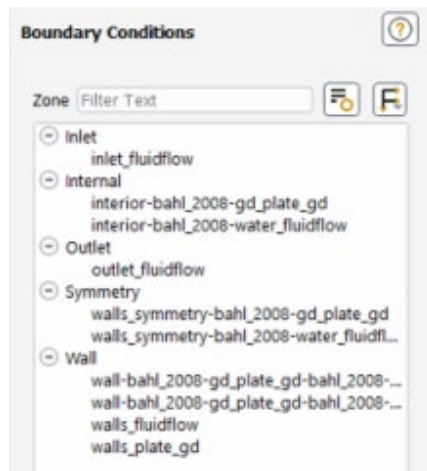 Boundary Conditions
Zone Filter Text
Inlet
inlet_fluidflow
Internal
interior-bahl_2008-gd_plate_gd
interior-bahl_2008-water_fluidflow
Outlet
outlet_fluidflow
Symmetry
walls_symmetry-bahl_2008-gd_plate_gd
walls_symmetry-bahl_2008-water_fluidfl...
Wall
wall-bahl_2008-gd_plate_gd-bahl_2008-...
wall-bahl_2008-gd_plate_gd-bahl_2008-...
walls_fluidflow
walls_plate_gd